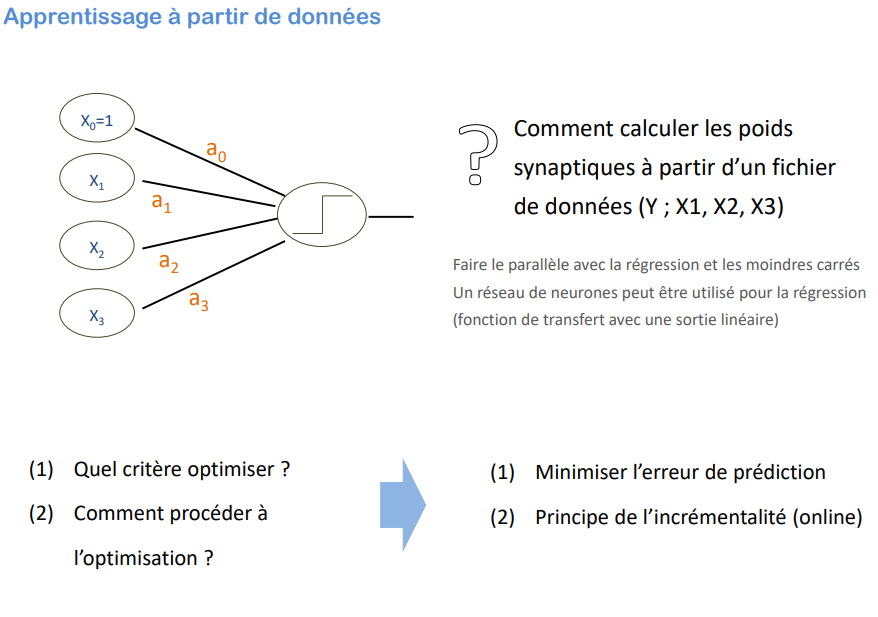 Apprentissage à partir de données
X0=1
a0
X1
a1
X2
a2
X3
a3
?
Comment calculer les poids
synaptiques à partir d’un fichier
de données (Y ; X1, X2, X3)
Faire le parallèle avec la régression et les moindres carrés
Un réseau de neurones peut être utilisé pour la régression
(fonction de transfert avec une sortie linéaire)
(1) Quel critère optimiser ?
(2) Comment procéder à
l’optimisation ?
(1) Minimiser l’erreur de prédiction
(2) Principe de l’incrémentalité (online)